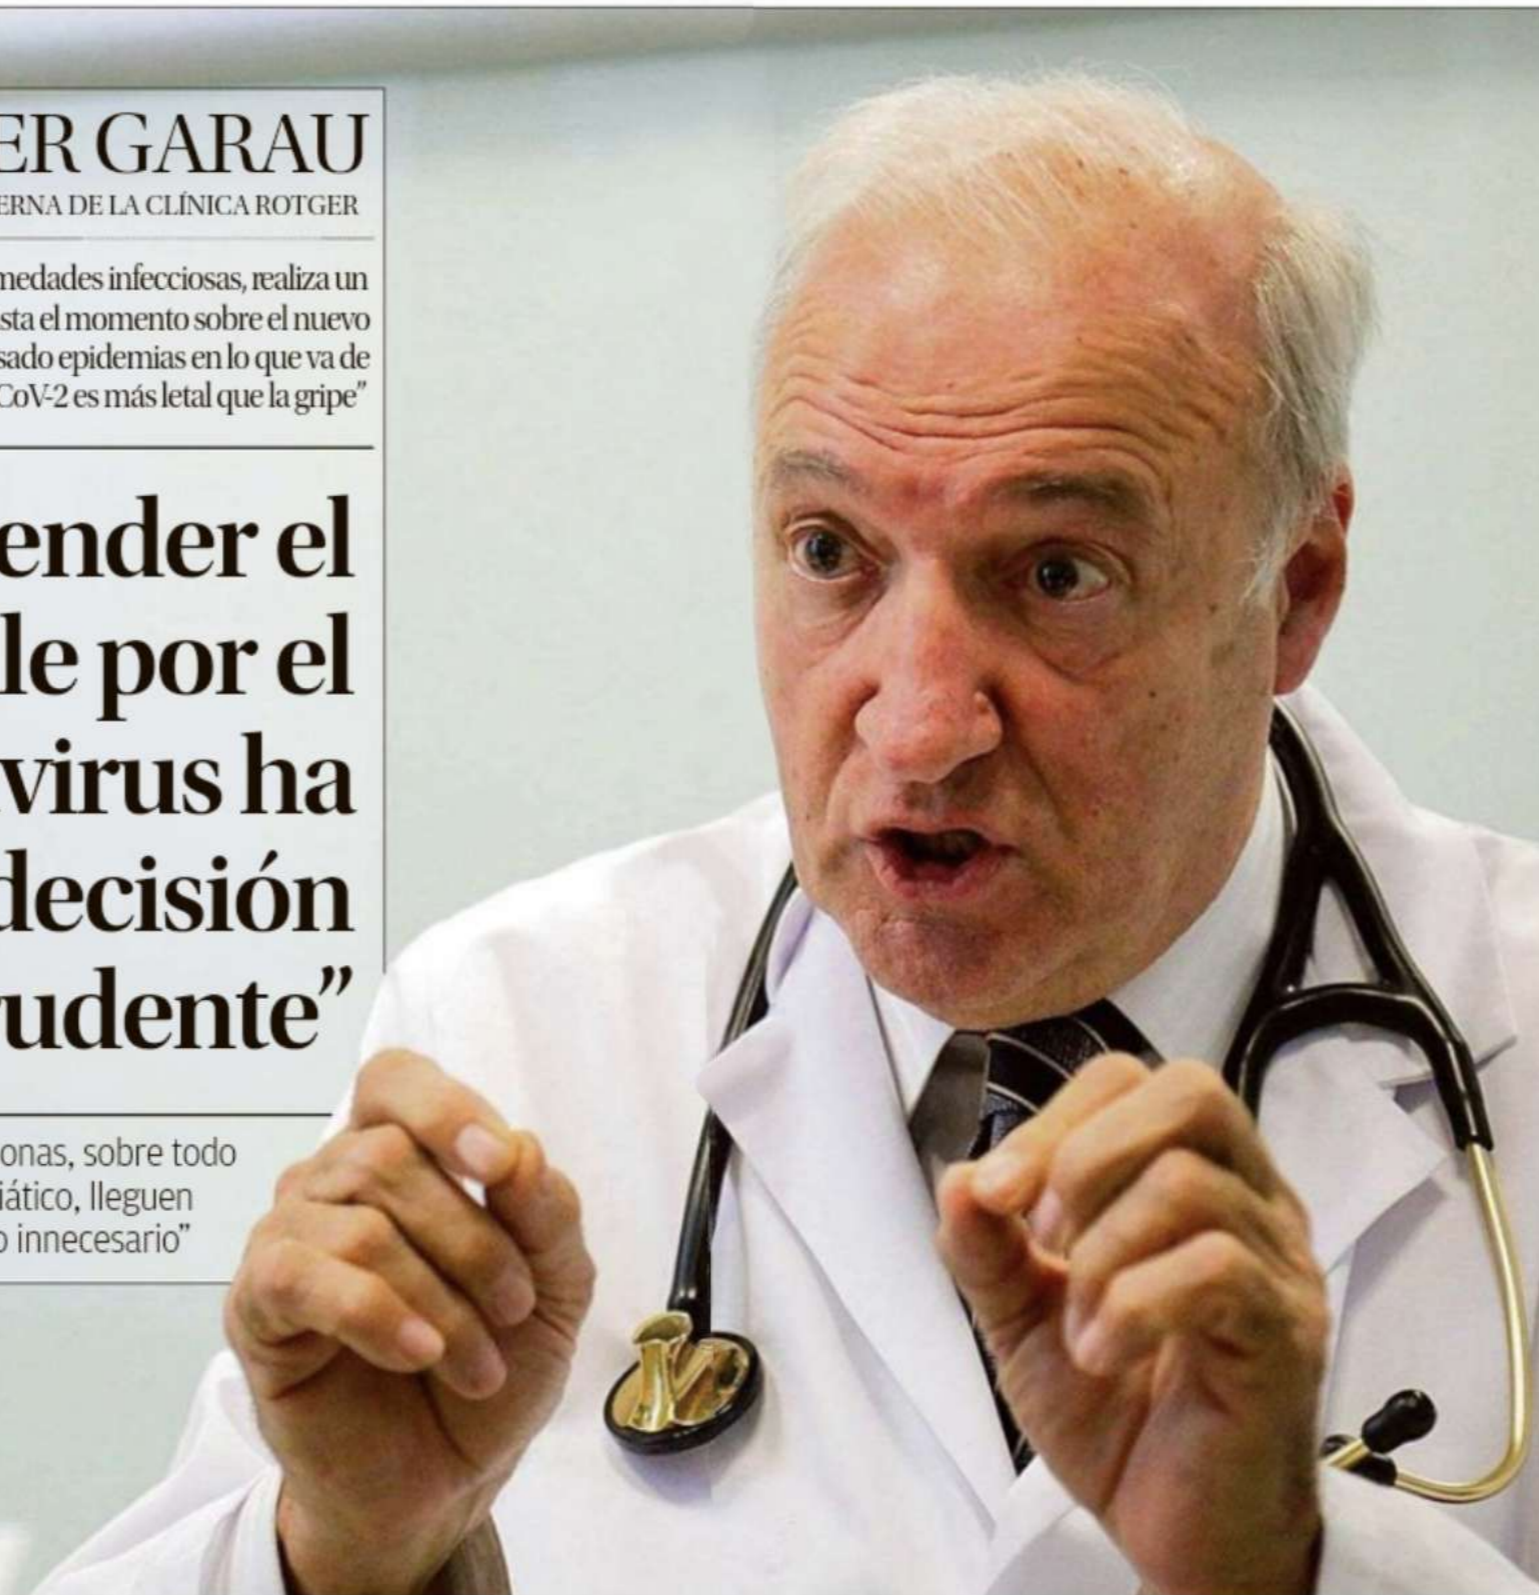 ER GARAU
ERNA DE LA CLÍNICA ROTGER
medades infecciosas, realiza un
sta el momento sobre el nuevo
sado epidemias en lo que va de
CoV-2 es más letal que la gripe”
ender el
le por el
virus ha
decisión
rudente”
onas, sobre todo
iático, lleguen
o innecesario”